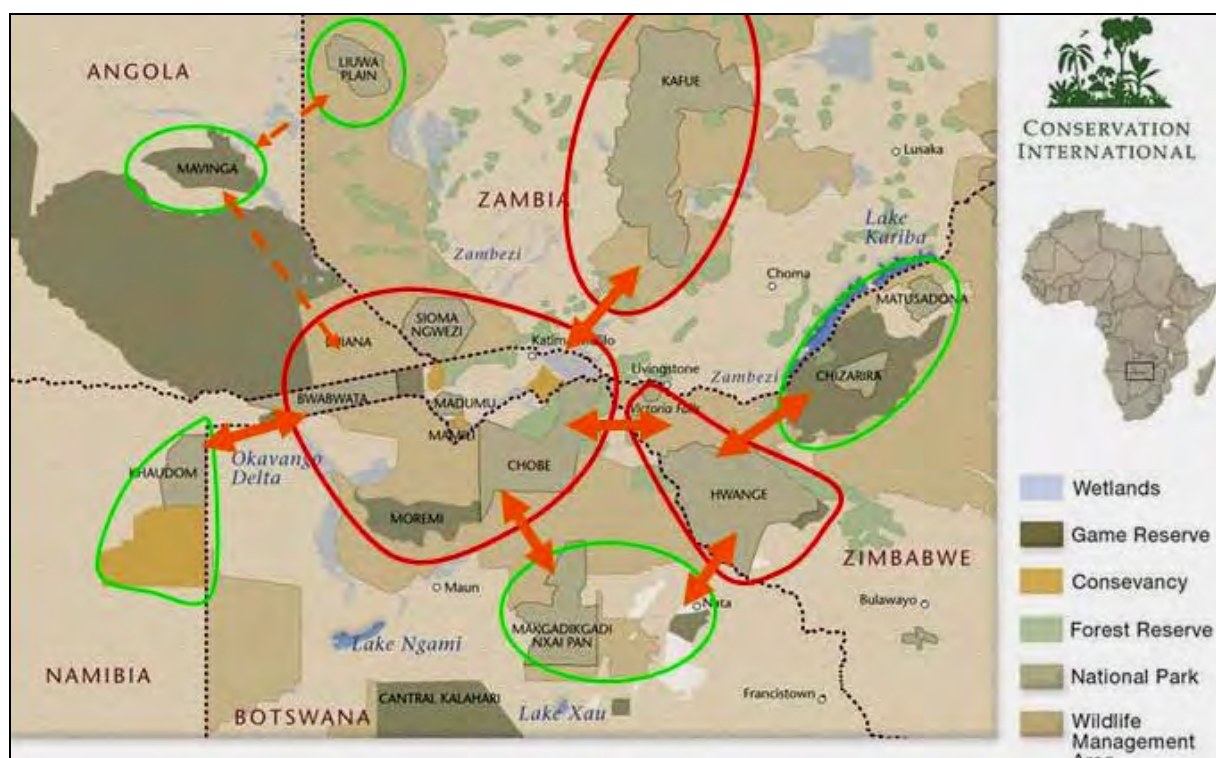 ANGOLA
LIUWA
PLAIN
KAFUE
MAVINGA
Lusaka
ZAMBIA
Lake
Kariba
Zambezi
Choma
MATUSADONA
SIOMA
NGWEZI
Livingstone
Zambezi
CHIZARIRA
BWABWATA
Victoria Falls
MADUMU
KHAUDOM
Okavango
Delta
CHOBE
HWANGE
MOREMI
ZIMBABWE
Maun
Nata
Bulawayo
MAKGADIKGADI
NXAI PAN
Lake Ngami
NAMIBIA
CANTRAL KALAHARI
Francistown
BOTSWANA
Lake Xau
CONSERVATION
INTERNATIONAL
Wetlands
Game Reserve
Consevancy
Forest Reserve
National Park
Wildlife
Management